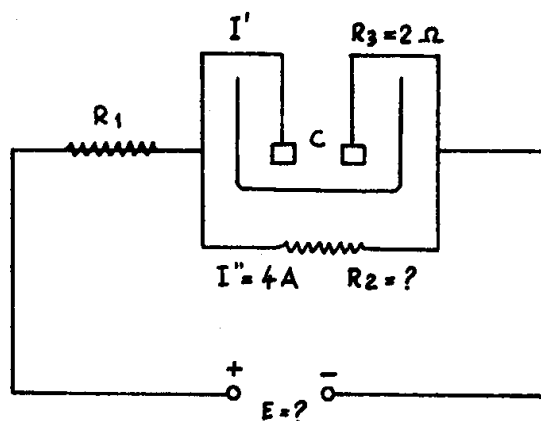 I' R₃=2 Ω
R₁
C
I"=4A R₂=?
+ −
E=?